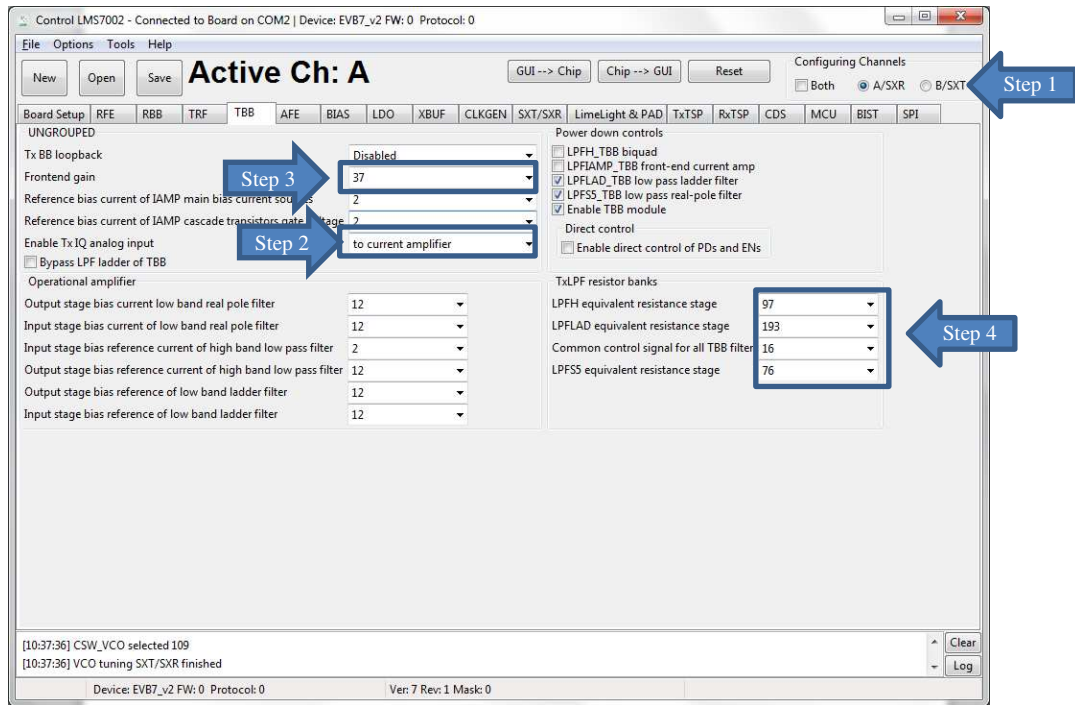 Control LMS7002 - Connected to Board on COM2 | Device: EVB7_v2 FW: 0 Protocol: 0
File Options Tools Help
New Open Save Active Ch: A GUI --> Chip Chip --> GUI Reset
Configuring Channels
Both A/SXR B/SXT
Step 1
Board Setup RFE RBB TRF TBB AFE BIAS LDO XBUF CLKGEN SXT/SXR LimeLight & PAD TxTSP RxTSP CDS MCU BIST SPI
UNGROUPED
Tx BB loopback Disabled
Frontend gain Step 3 37
Reference bias current of IAMP main bias current sources 2
Reference bias current of IAMP cascade transistors gate voltage 2
Enable Tx IQ analog input Step 2 to current amplifier
Bypass LPF ladder of TBB
Power down controls
LPFH_TBB biquad
LPFIAMP_TBB front-end current amp
LPFLAD_TBB low pass ladder filter
LPFS5_TBB low pass real-pole filter
Enable TBB module
Direct control
Enable direct control of PDs and ENs
Operational amplifier
Output stage bias current low band real pole filter 12
Input stage bias current of low band real pole filter 12
Input stage bias reference current of high band low pass filter 2
Output stage bias reference current of high band low pass filter 12
Output stage bias reference of low band ladder filter 12
Input stage bias reference of low band ladder filter 12
TxLPF resistor banks
LPFH equivalent resistance stage 97
LPFLAD equivalent resistance stage 193
Common control signal for all TBB filter 16
LPFS5 equivalent resistance stage 76
Step 4
[10:37:36] CSW_VCO selected 109
[10:37:36] VCO tuning SXT/SXR finished
Clear
Log
Device: EVB7_v2 FW: 0 Protocol: 0 Ver: 7 Rev: 1 Mask: 0